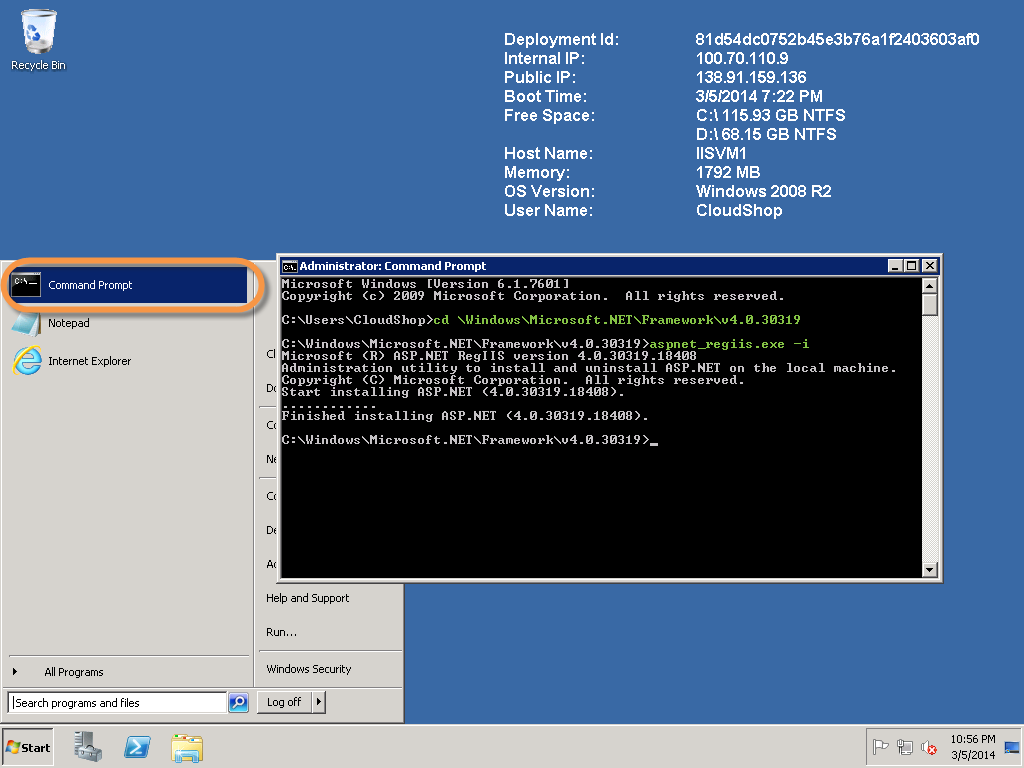 Recycle Bin
Deployment Id: 81d54dc0752b45e3b76a1f2403603af0
Internal IP: 100.70.110.9
Public IP: 138.91.159.136
Boot Time: 3/5/2014 7:22 PM
Free Space: C:\ 115.93 GB NTFS
D:\ 68.15 GB NTFS
Host Name: IISVM1
Memory: 1792 MB
OS Version: Windows 2008 R2
User Name: CloudShop
Command Prompt
Notepad
Internet Explorer
Help and Support
Run...
Windows Security
All Programs
Search programs and files
Log off
Administrator: Command Prompt
Microsoft Windows [Version 6.1.7601]
Copyright (c) 2009 Microsoft Corporation.  All rights reserved.
C:\Users\CloudShop>cd \Windows\Microsoft.NET\Framework\v4.0.30319
C:\Windows\Microsoft.NET\Framework\v4.0.30319>aspnet_regiis.exe -i
Microsoft (R) ASP.NET RegIIS version 4.0.30319.18408
Administration utility to install and uninstall ASP.NET on the local machine.
Copyright (C) Microsoft Corporation.  All rights reserved.
Start installing ASP.NET (4.0.30319.18408).
............
Finished installing ASP.NET (4.0.30319.18408).
C:\Windows\Microsoft.NET\Framework\v4.0.30319>_
Start
10:56 PM
3/5/2014